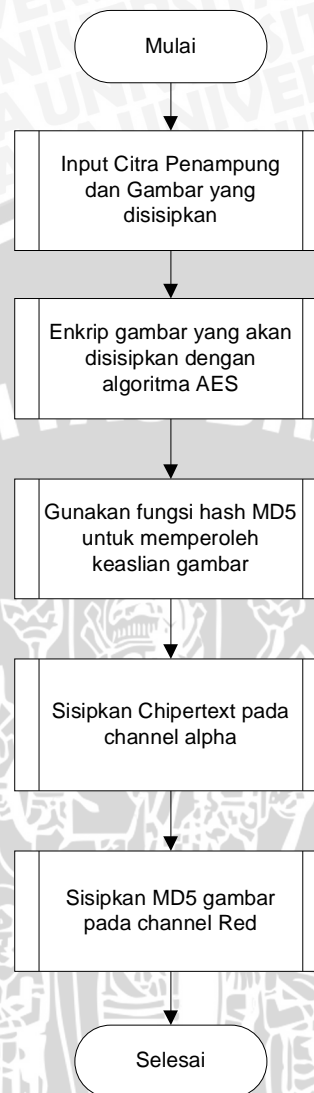 Mulai
Input Citra Penampung
dan Gambar yang
disisipkan
Enkrip gambar yang akan
disisipkan dengan
algoritma AES
Gunakan fungsi hash MD5
untuk memperoleh
keaslian gambar
Sisipkan Chipertext pada
channel alpha
Sisipkan MD5 gambar
pada channel Red
Selesai